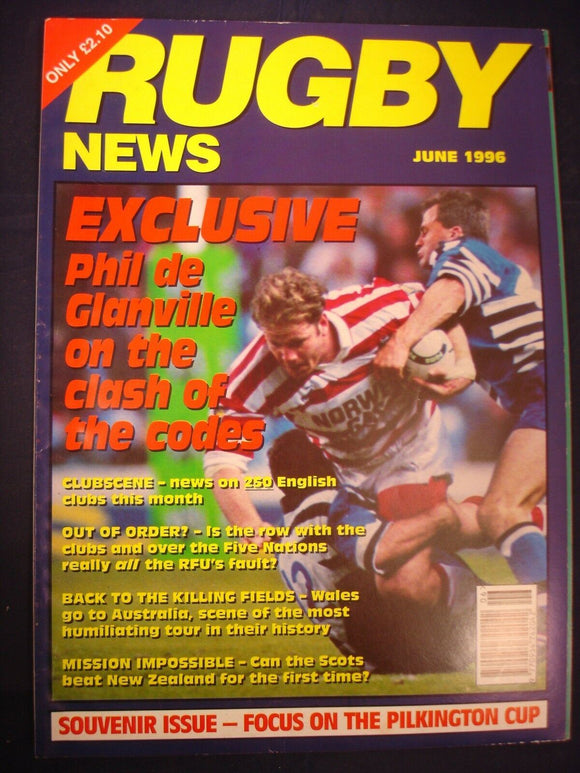 ONLY £2.10
RUGBY
NEWS
JUNE 1996
EXCLUSIVE
Phil de
Glanville
on the
clash of
the codes
NORW
CLUBSCENE – news on 250 English
clubs this month
OUT OF ORDER? – Is the row with the
clubs and over the Five Nations
really all the RFU's fault?
BACK TO THE KILLING FIELDS – Wales
go to Australia, scene of the most
humiliating tour in their history
MISSION IMPOSSIBLE – Can the Scots
beat New Zealand for the first time?
SOUVENIR ISSUE – FOCUS ON THE PILKINGTON CUP